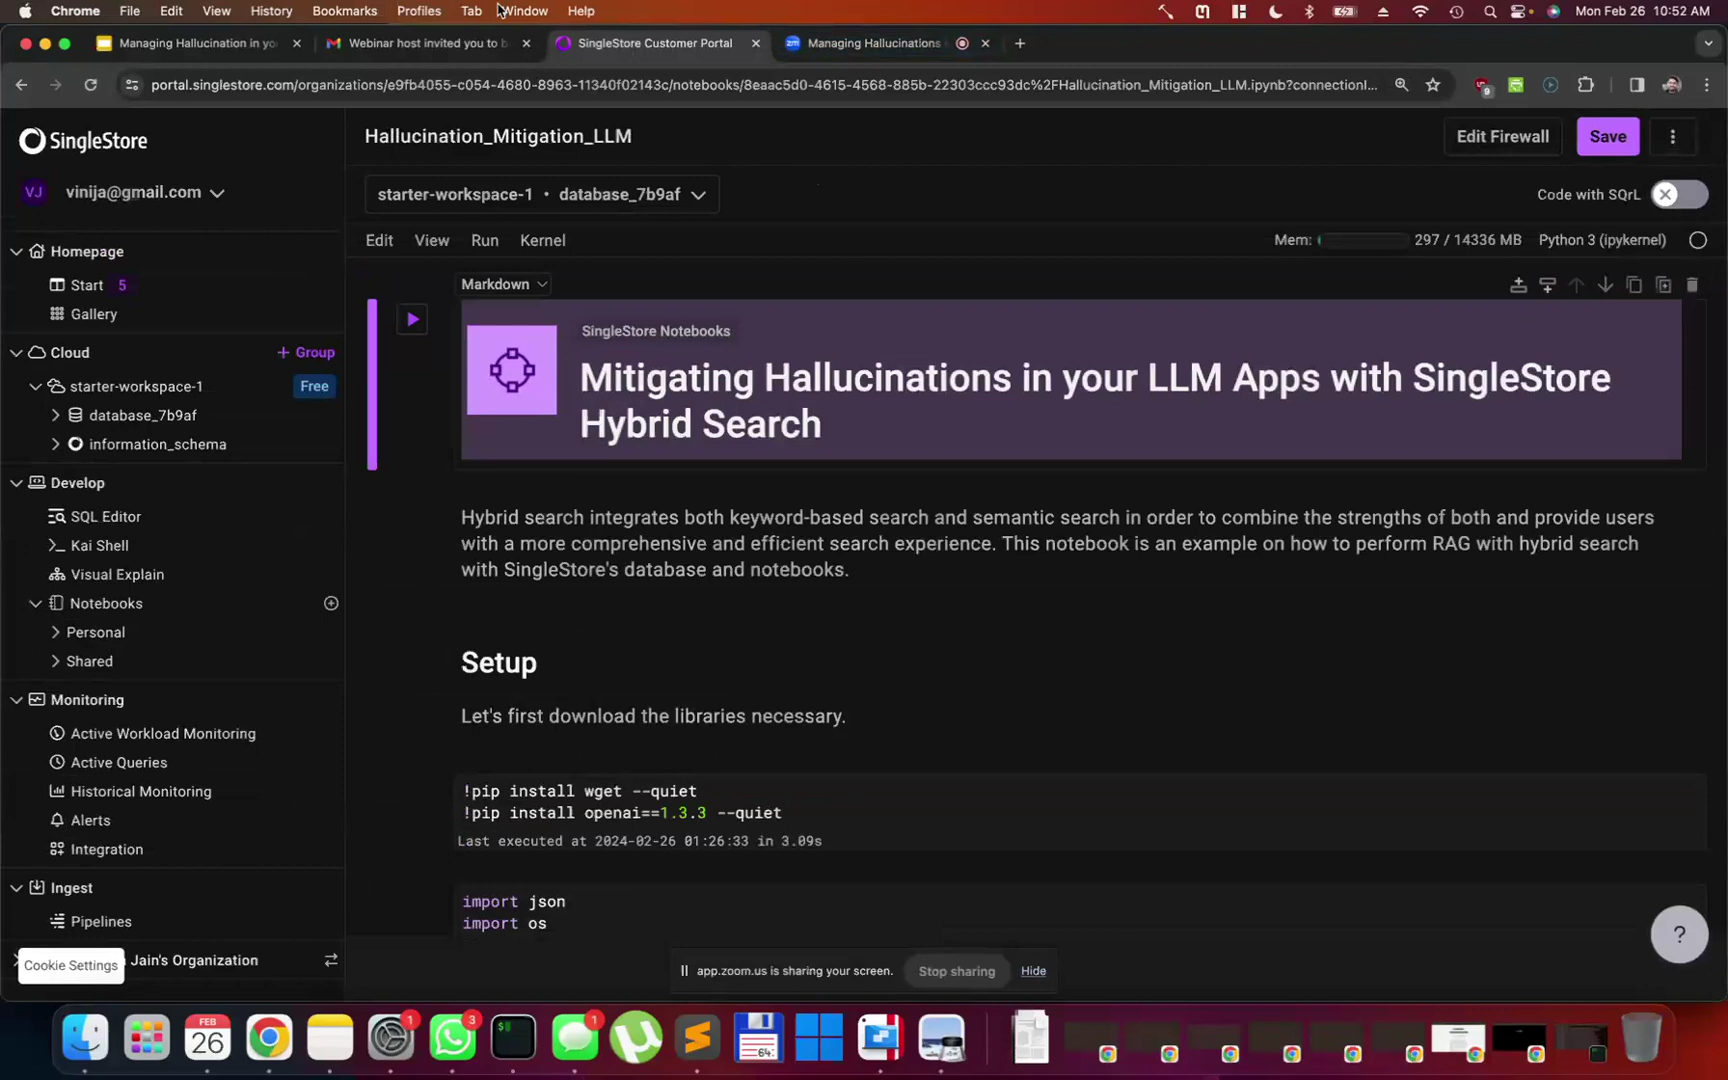 Chrome File Edit View History Bookmarks Profiles Tab Window Help Mon Feb 26 10:52 AM
Managing Hallucination in yo Webinar host invited you to b SingleStore Customer Portal Managing Hallucinations
portal.singlestore.com/organizations/e9fb4055-c054-4680-8963-11340f02143c/notebooks/8eaac5d0-4615-4568-885b-22303ccc93dc%2FHallucination_Mitigation_LLM.ipynb?connectionI...
9
SingleStore
Hallucination_Mitigation_LLM
Edit Firewall
Save
VJ vinija@gmail.com
starter-workspace-1 • database_7b9af
Code with SQrL
Edit View Run Kernel
Mem: 297 / 14336 MB Python 3 (ipykernel)
Homepage
Start 5
Gallery
Cloud + Group
starter-workspace-1 Free
database_7b9af
information_schema
Develop
SQL Editor
Kai Shell
Visual Explain
Notebooks
Personal
Shared
Monitoring
Active Workload Monitoring
Active Queries
Historical Monitoring
Alerts
Integration
Ingest
Pipelines
Cookie Settings
Jain's Organization
Markdown
SingleStore Notebooks
Mitigating Hallucinations in your LLM Apps with SingleStore
Hybrid Search
Hybrid search integrates both keyword-based search and semantic search in order to combine the strengths of both and provide users
with a more comprehensive and efficient search experience. This notebook is an example on how to perform RAG with hybrid search
with SingleStore's database and notebooks.
Setup
Let's first download the libraries necessary.
!pip install wget --quiet
!pip install openai==1.3.3 --quiet
Last executed at 2024-02-26 01:26:33 in 3.09s
import json
import os
app.zoom.us is sharing your screen. Stop sharing Hide
?
FEB
26
1
3
1
64